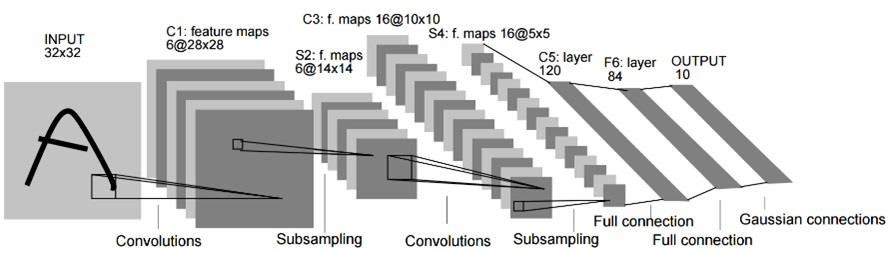 INPUT
32x32
C1: feature maps
6@28x28
S2: f. maps
6@14x14
C3: f. maps 16@10x10
S4: f. maps 16@5x5
C5: layer
120
F6: layer
84
OUTPUT
10
A
Convolutions
Subsampling
Convolutions
Subsampling
Full connection
Full connection
Gaussian connections